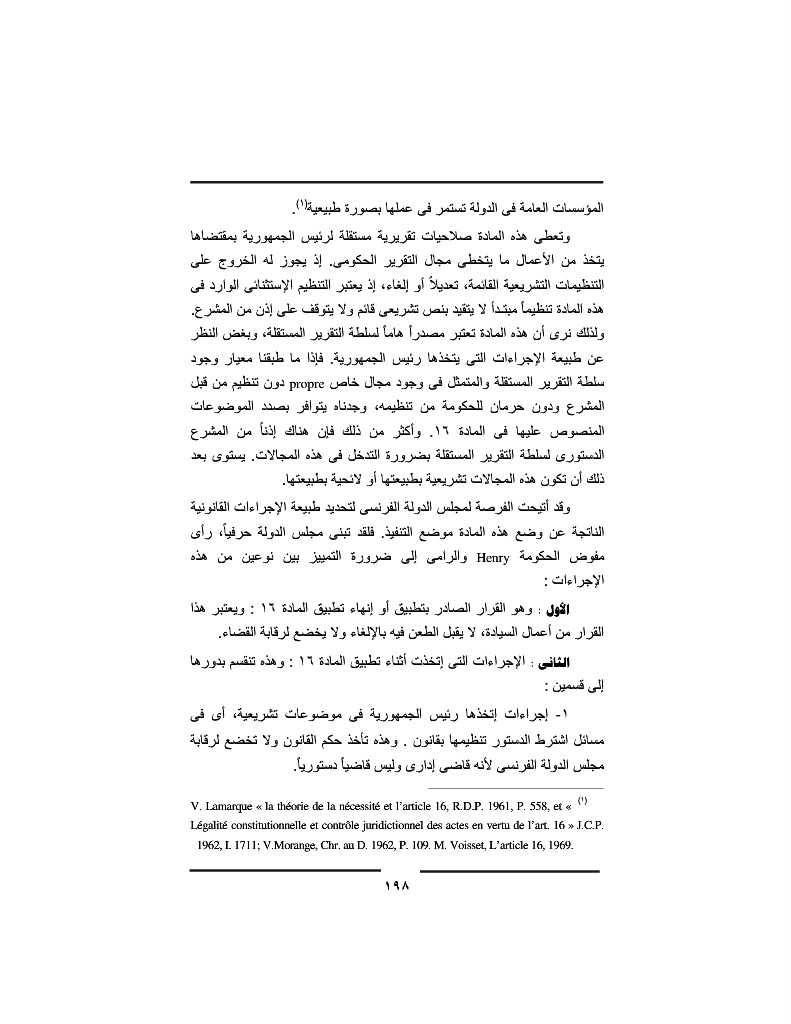 المؤسسات العامة فى الدولة تستمر فى عملها بصورة طبيعية(١).
وتعطى هذه المادة صلاحيات تقريرية مستقلة لرئيس الجمهورية بمقتضاها
يتخذ من الأعمال ما يتخطى مجال التقرير الحكومى. إذ يجوز له الخروج على
التنظيمات التشريعية القائمة، تعديلاً أو إلغاء، إذ يعتبر التنظيم الإستثنائى الوارد فى
هذه المادة تنظيماً مبتدأ لا يتقيد بنص تشريعى قائم ولا يتوقف على إذن من المشرع.
ولذلك نرى أن هذه المادة تعتبر مصدراً هاماً لسلطة التقرير المستقلة، وبغض النظر
عن طبيعة الإجراءات التى يتخذها رئيس الجمهورية. فإذا ما طبقنا معيار وجود
سلطة التقرير المستقلة والمتمثل فى وجود مجال خاص propre دون تنظيم من قبل
المشرع ودون حرمان للحكومة من تنظيمه، وجدناه يتوافر بصدد الموضوعات
المنصوص عليها فى المادة ١٦. وأكثر من ذلك فإن هناك إذناً من المشرع
الدستورى لسلطة التقرير المستقلة بضرورة التدخل فى هذه المجالات. يستوى بعد
ذلك أن تكون هذه المجالات تشريعية بطبيعتها أو لائحية بطبيعتها.
وقد أتيحت الفرصة لمجلس الدولة الفرنسى لتحديد طبيعة الإجراءات القانونية
الناتجة عن وضع هذه المادة موضع التنفيذ. فلقد تبنى مجلس الدولة حرفياً، رأى
مفوض الحكومة Henry والرامى إلى ضرورة التمييز بين نوعين من هذه
الإجراءات :
الأول : وهو القرار الصادر بتطبيق أو إنهاء تطبيق المادة ١٦ : ويعتبر هذا
القرار من أعمال السيادة، لا يقبل الطعن فيه بالإلغاء ولا يخضع لرقابة القضاء.
الثانى : الإجراءات التى إتخذت أثناء تطبيق المادة ١٦ : وهذه تنقسم بدورها
إلى قسمين :
١- إجراءات إتخذها رئيس الجمهورية فى موضوعات تشريعية، أى فى
مسائل اشترط الدستور تنظيمها بقانون . وهذه تأخذ حكم القانون ولا تخضع لرقابة
مجلس الدولة الفرنسى لأنه قاضى إدارى وليس قاضياً دستورياً.
V. Lamarque « la théorie de la nécessité et l'article 16, R.D.P. 1961, P. 558, et « (١)
Légalité constitutionnelle et contrôle juridictionnel des actes en vertu de l'art. 16 » J.C.P.
1962, I. 1711; V.Morange, Chr. au D. 1962, P. 109. M. Voisset, L'article 16, 1969.
١٩٨